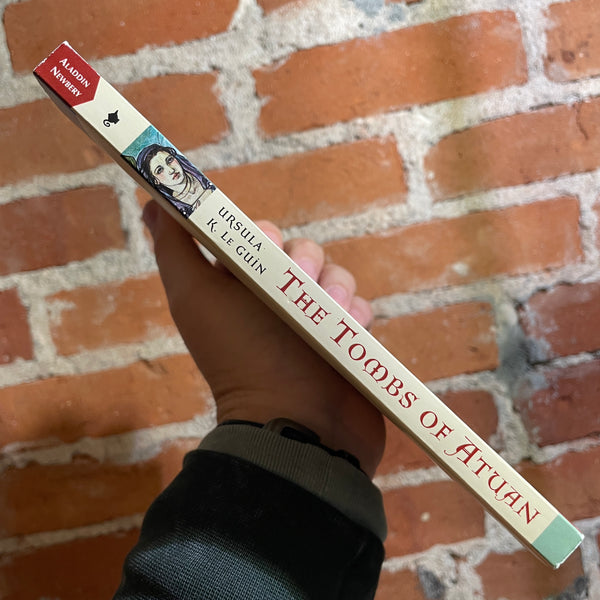 ALADDIN
NEWBERY
URSULA
K. LE GUIN
THE TOMBS OF ATUAN